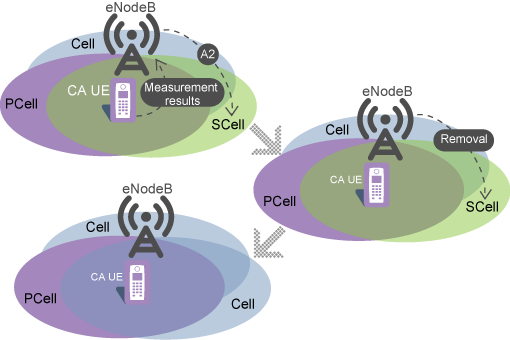 eNodeB
Cell
A2
CA UE
Measurement
results
PCell
SCell
eNodeB
Cell
Removal
CA UE
PCell
SCell
eNodeB
Cell
CA UE
PCell
Cell